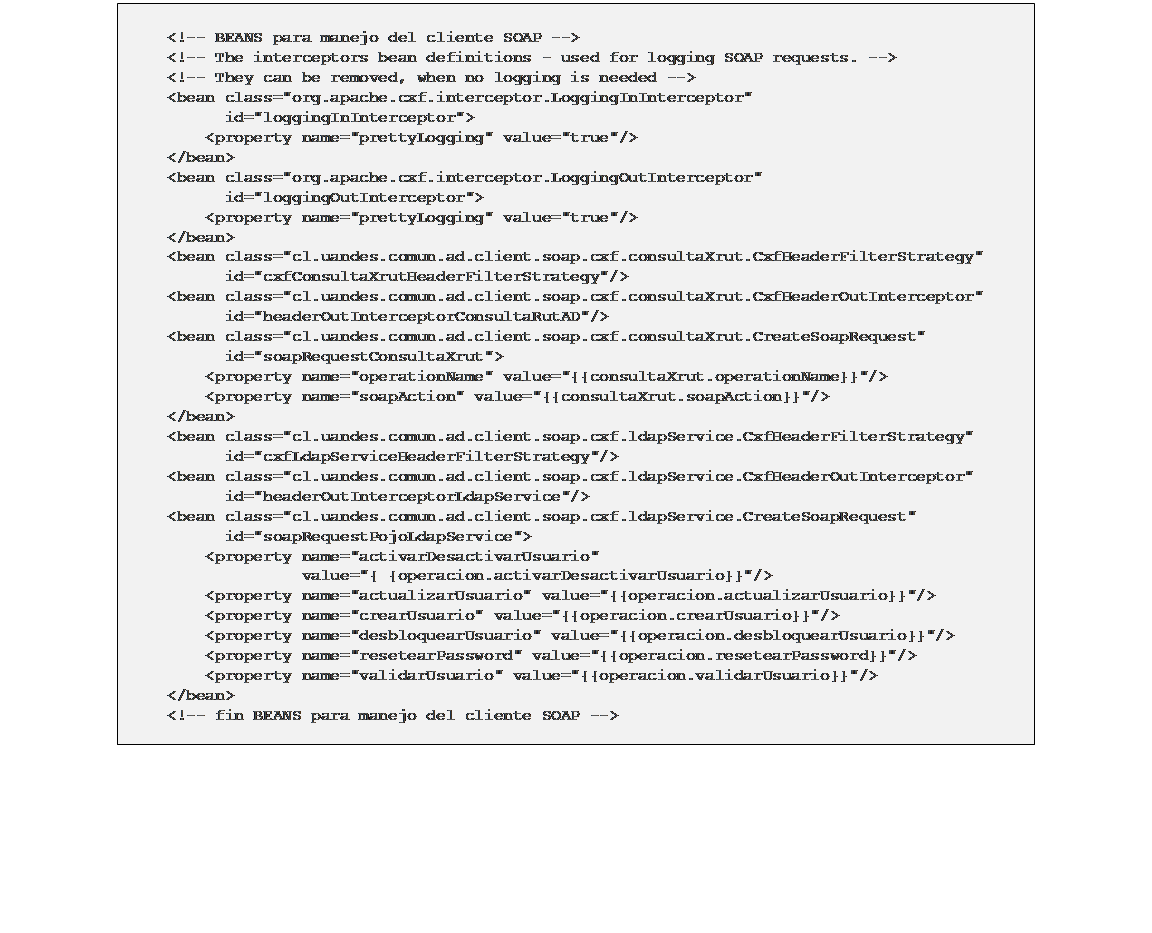 <!-- BEANS para manejo del cliente SOAP -->
<!-- The interceptors bean definitions - used for logging SOAP requests. -->
<!-- They can be removed, when no logging is needed -->
<bean class="org.apache.cxf.interceptor.LoggingInInterceptor"
id="loggingInInterceptor">
<property name="prettyLogging" value="true"/>
</bean>
<bean class="org.apache.cxf.interceptor.LoggingOutInterceptor"
id="loggingOutInterceptor">
<property name="prettyLogging" value="true"/>
</bean>
<bean class="cl.uandes.comun.ad.client.soap.cxf.consultaXrut.CxfHeaderFilterStrategy"
id="cxfConsultaXrutHeaderFilterStrategy"/>
<bean class="cl.uandes.comun.ad.client.soap.cxf.consultaXrut.CxfHeaderOutInterceptor"
id="headerOutInterceptorConsultaRutAD"/>
<bean class="cl.uandes.comun.ad.client.soap.cxf.consultaXrut.CreateSoapRequest"
id="soapRequestConsultaXrut">
<property name="operationName" value="{{consultaXrut.operationName}}"/>
<property name="soapAction" value="{{consultaXrut.soapAction}}"/>
</bean>
<bean class="cl.uandes.comun.ad.client.soap.cxf.ldapService.CxfHeaderFilterStrategy"
id="cxfLdapServiceHeaderFilterStrategy"/>
<bean class="cl.uandes.comun.ad.client.soap.cxf.ldapService.CxfHeaderOutInterceptor"
id="headerOutInterceptorLdapService"/>
<bean class="cl.uandes.comun.ad.client.soap.cxf.ldapService.CreateSoapRequest"
id="soapRequestPojoLdapService">
<property name="activarDesactivarUsuario"
value="{ {operacion.activarDesactivarUsuario}}"/>
<property name="actualizarUsuario" value="{{operacion.actualizarUsuario}}"/>
<property name="crearUsuario" value="{{operacion.crearUsuario}}"/>
<property name="desbloquearUsuario" value="{{operacion.desbloquearUsuario}}"/>
<property name="resetearPassword" value="{{operacion.resetearPassword}}"/>
<property name="validarUsuario" value="{{operacion.validarUsuario}}"/>
</bean>
<!-- fin BEANS para manejo del cliente SOAP -->